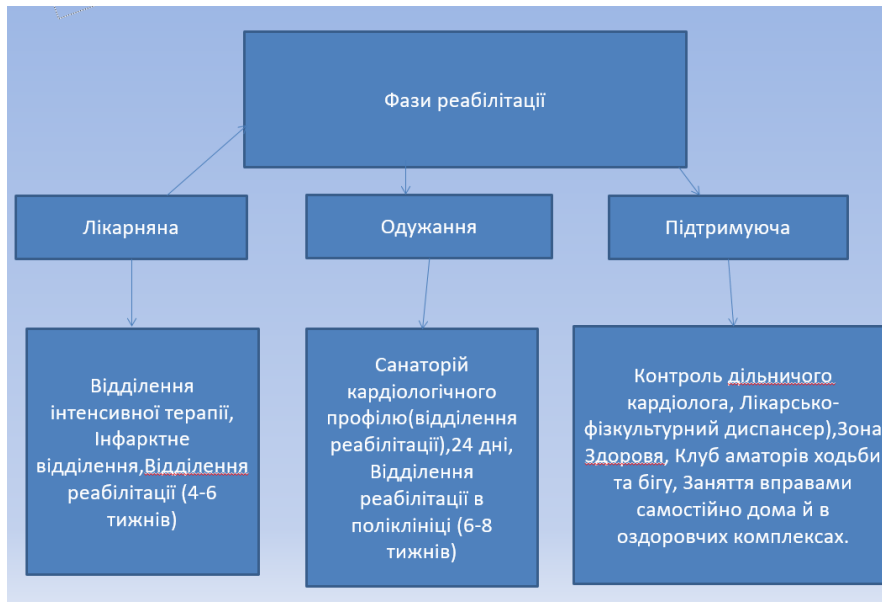 Фази реабілітації
Лікарняна
Одужання
Підтримуюча
Відділення
інтенсивної терапії,
Інфарктне
відділення,Відділення
реабілітації (4-6
тижнів)
Санаторій
кардіологічного
профілю(відділення
реабілітації),24 дні,
Відділення
реабілітації в
поліклініці (6-8
тижнів)
Контроль дільничого
кардіолога, Лікарсько-
фізкультурний диспансер),Зона
Здоровя, Клуб аматорів ходьби
та бігу, Заняття вправами
самостійно дома й в
оздоровчих комплексах.